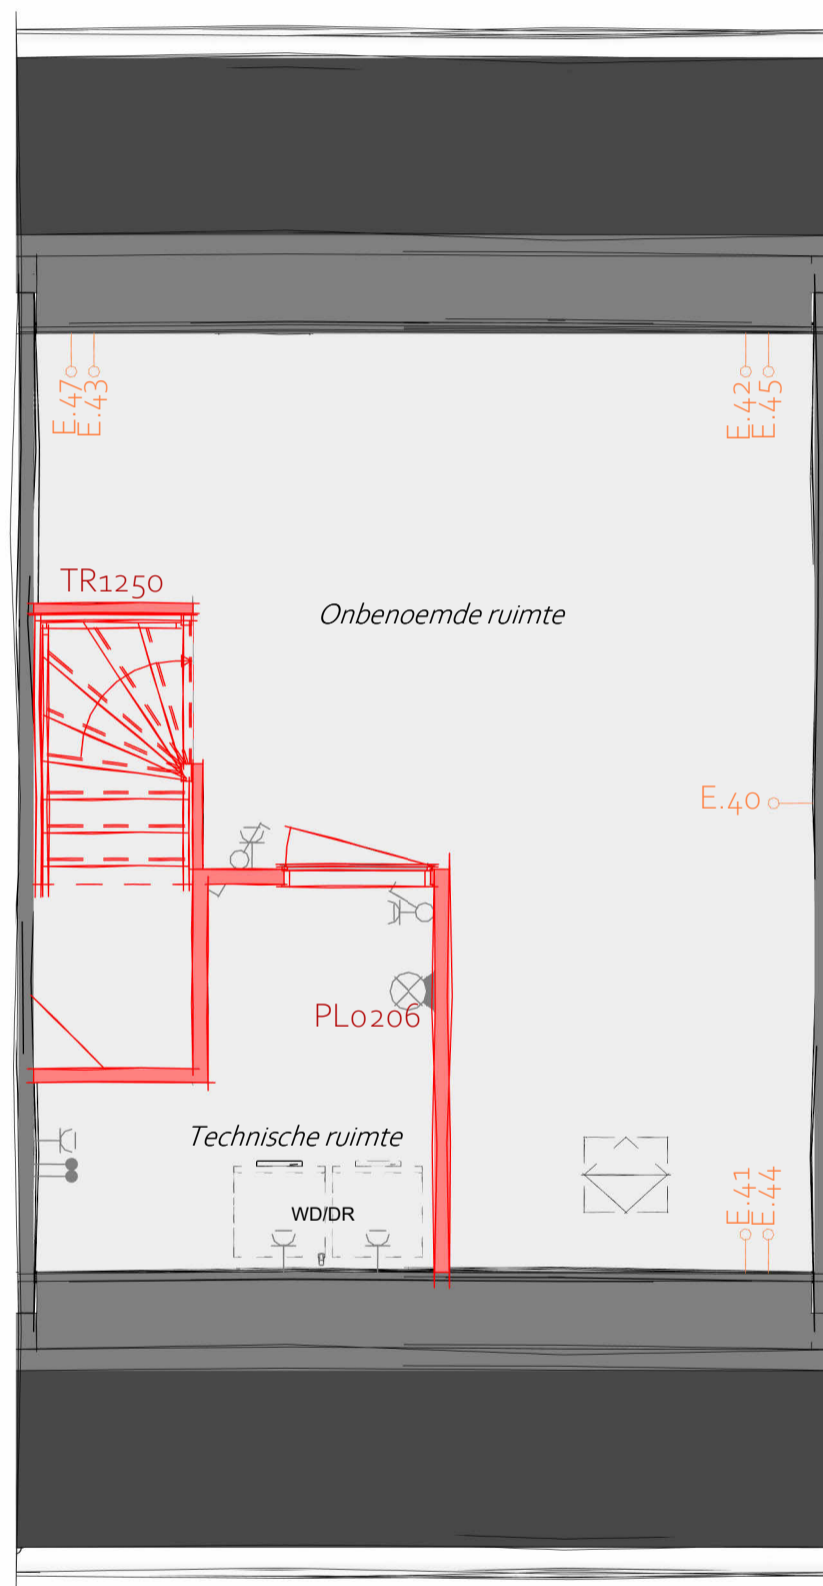 E.47
E.43
E.42
E.45
TR1250
Onbenoemde ruimte
E.40
PL0206
Technische ruimte
WD/DR
E.41
E.44